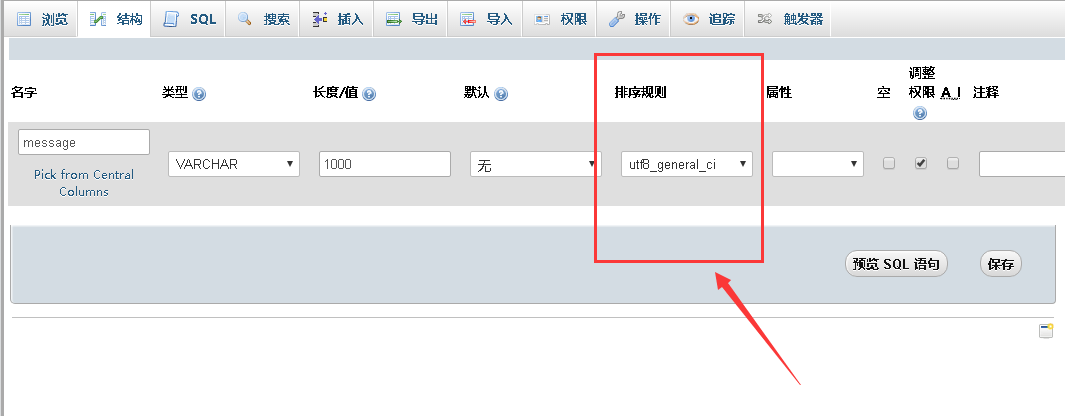 浏览 结构 SQL 搜索 插入 导出 导入 权限 操作 追踪 触发器
名字 类型 长度/值 默认 排序规则 属性 空 调整权限 A_I 注释
message VARCHAR 1000 无 utf8_general_ci
Pick from Central
Columns
预览 SQL 语句 保存